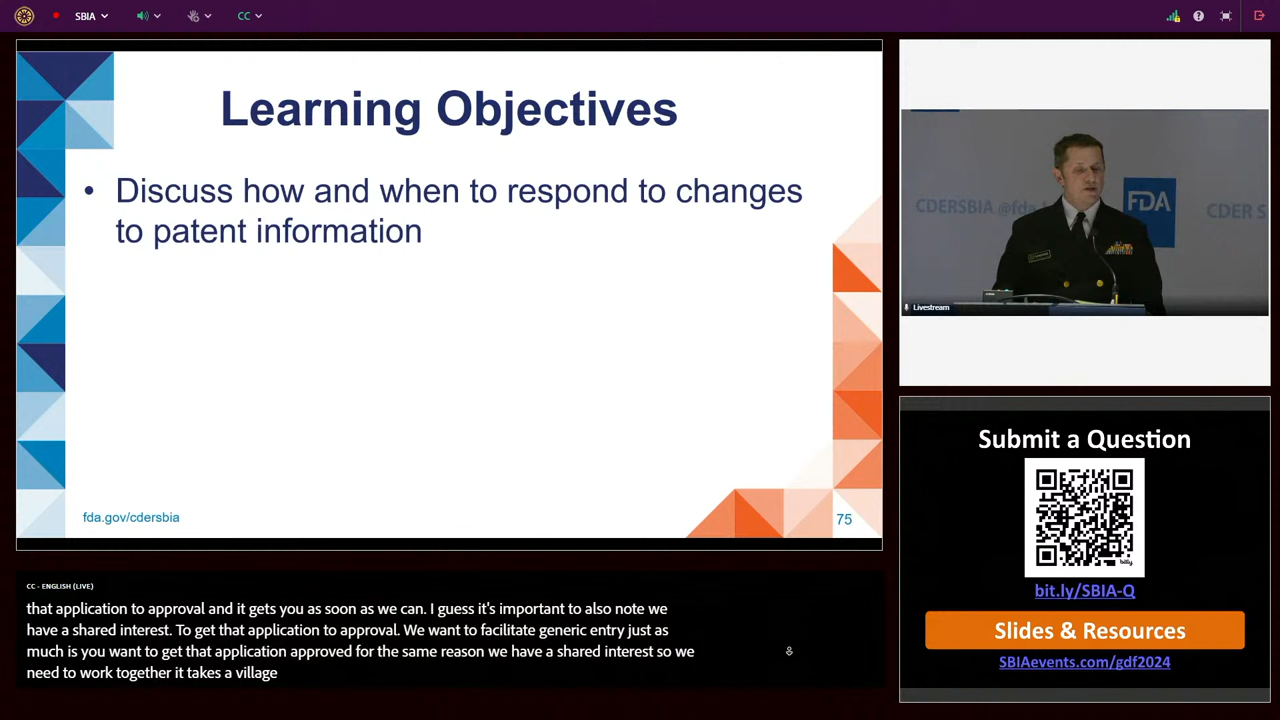 SBIA
CC
Learning Objectives
• Discuss how and when to respond to changes
to patent information
fda.gov/cdersbia
75
CDERSBIA @fda.
FDA
CDER S
Livestream
Submit a Question
bitly
bit.ly/SBIA-Q
Slides & Resources
SBIAevents.com/gdf2024
CC - ENGLISH (LIVE)
that application to approval and it gets you as soon as we can. I guess it's important to also note we
have a shared interest. To get that application to approval. We want to facilitate generic entry just as
much is you want to get that application approved for the same reason we have a shared interest so we
need to work together it takes a village